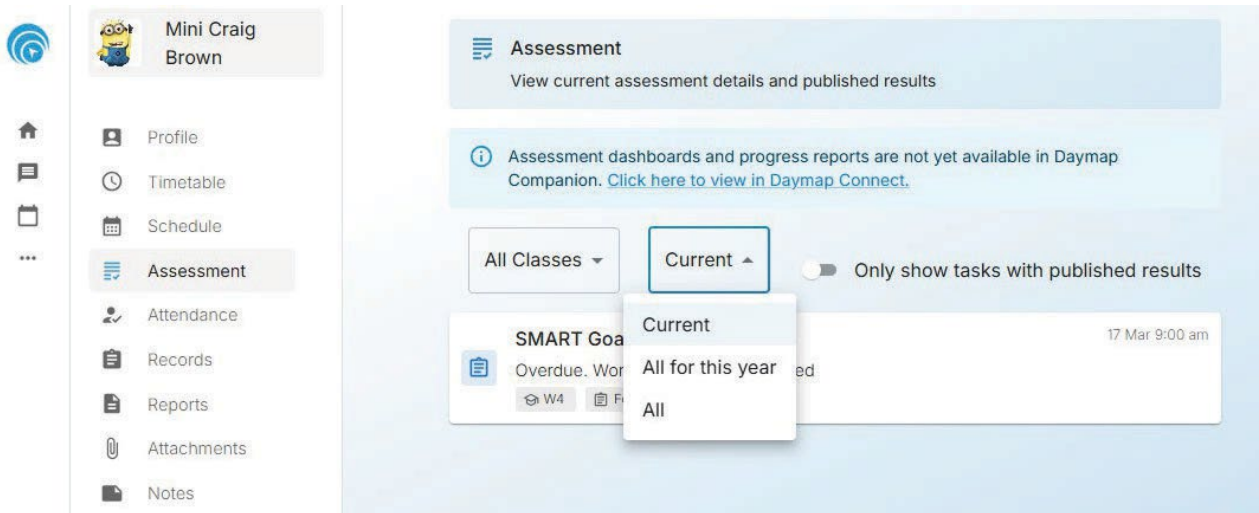 Mini Craig
Brown
Profile
Timetable
Schedule
Assessment
Attendance
Records
Reports
Attachments
Notes
Assessment
View current assessment details and published results
Assessment dashboards and progress reports are not yet available in Daymap
Companion. Click here to view in Daymap Connect.
All Classes
Current
Only show tasks with published results
Current
All for this year
All
SMART Goa
17 Mar 9:00 am
Overdue. Wor
ed
W4